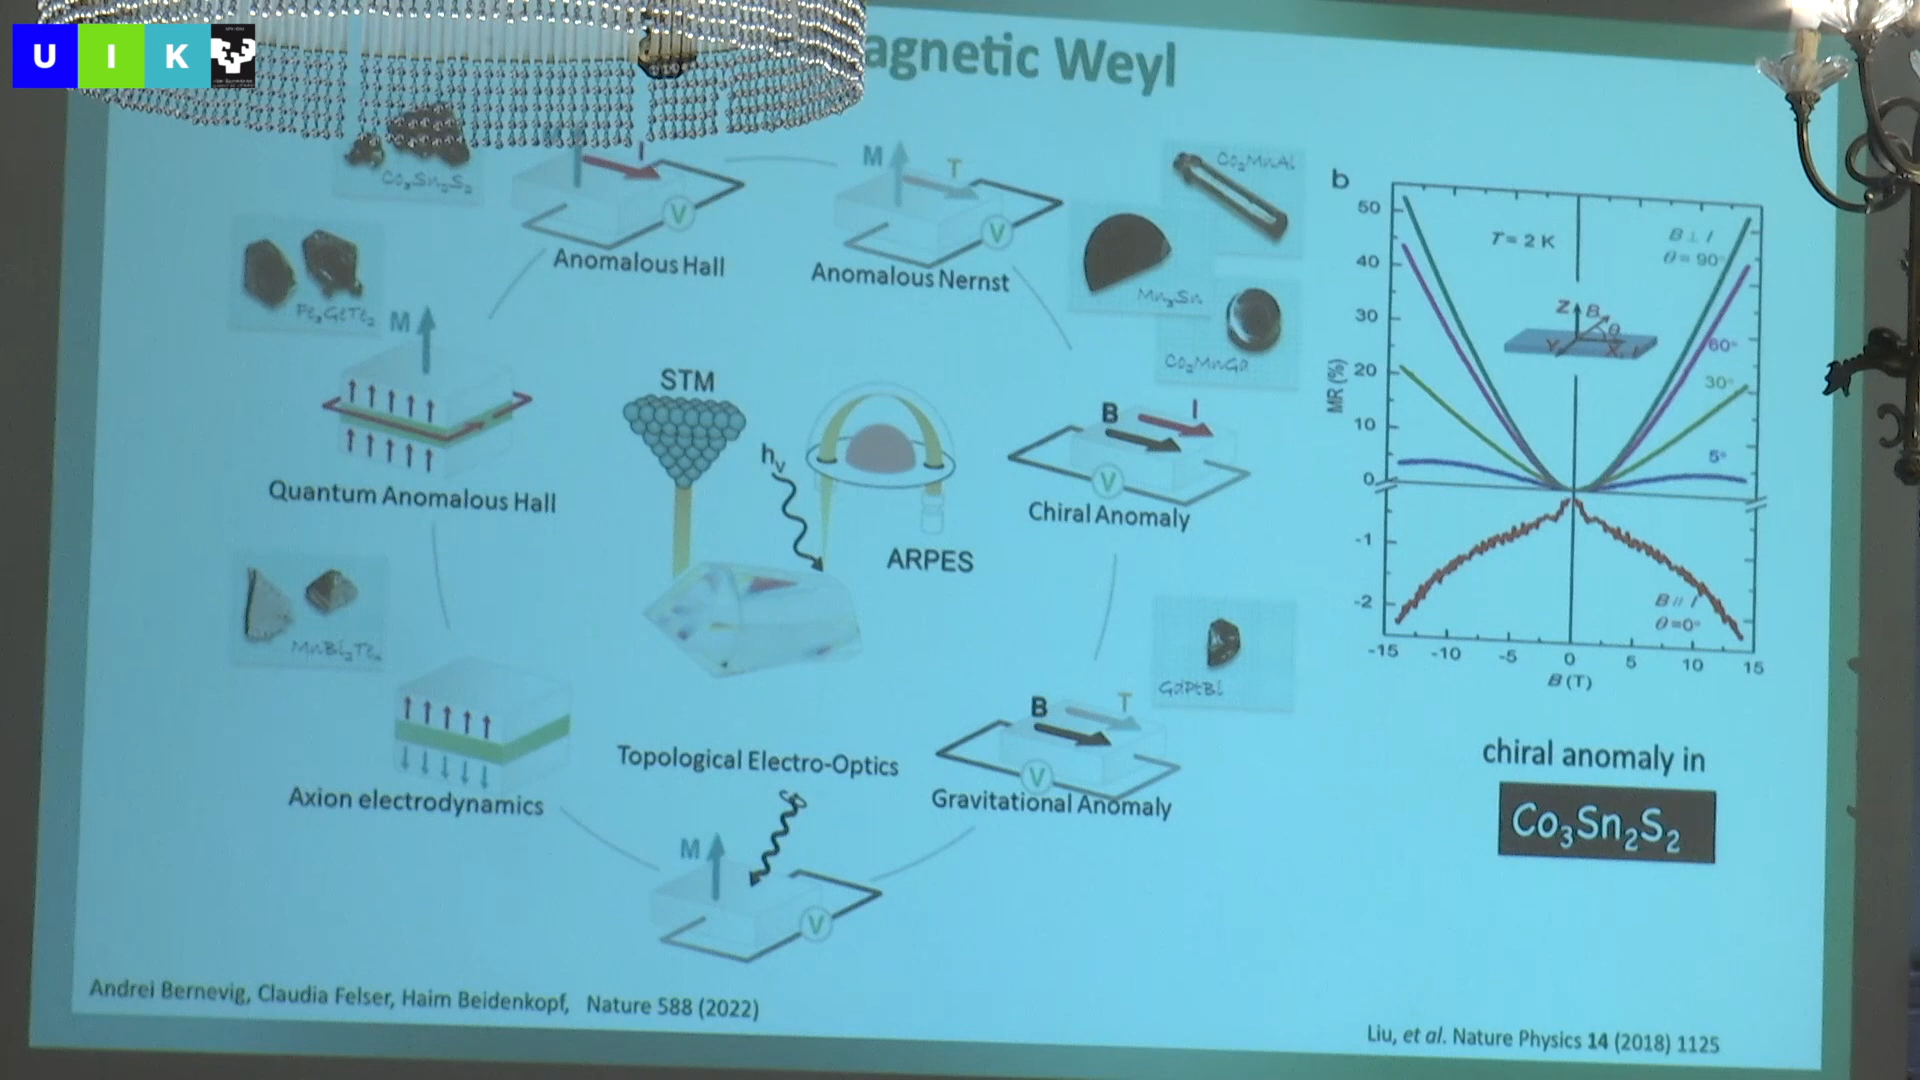 U I K
agnetic Weyl
Co₃Sn₂S₂
I
V
Anomalous Hall
M
T
V
Anomalous Nernst
Co₂MnAl
Mn₃Sn
Co₂MnGa
Fe₃GeTe₂
M
Quantum Anomalous Hall
STM
hν
ARPES
B
I
V
Chiral Anomaly
MnBi₂Te₄
Axion electrodynamics
Topological Electro-Optics
GdPtBi
B
T
V
Gravitational Anomaly
M
V
b
50
40
30
20
10
0
-1
-2
MR (%)
T = 2 K
B ⊥ I
θ = 90°
Z
B
θ
Y
X, I
60°
30°
5°
B // I
θ = 0°
-15 -10 -5 0 5 10 15
B (T)
chiral anomaly in
Co₃Sn₂S₂
Andrei Bernevig, Claudia Felser, Haim Beidenkopf, Nature 588 (2022)
Liu, et al. Nature Physics 14 (2018) 1125